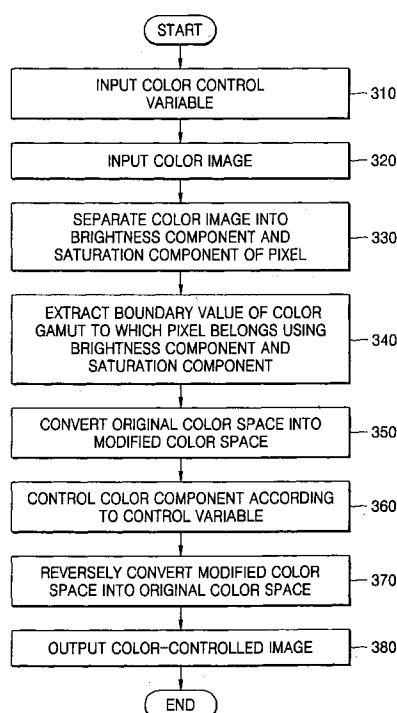 START
INPUT COLOR CONTROL
VARIABLE
310
INPUT COLOR IMAGE
320
SEPARATE COLOR IMAGE INTO
BRIGHTNESS COMPONENT AND
SATURATION COMPONENT OF PIXEL
330
EXTRACT BOUNDARY VALUE OF COLOR
GAMUT TO WHICH PIXEL BELONGS USING
BRIGHTNESS COMPONENT AND
SATURATION COMPONENT
340
CONVERT ORIGINAL COLOR SPACE INTO
MODIFIED COLOR SPACE
350
CONTROL COLOR COMPONENT ACCORDING
TO CONTROL VARIABLE
360
REVERSELY CONVERT MODIFIED COLOR
SPACE INTO ORIGINAL COLOR SPACE
370
OUTPUT COLOR-CONTROLLED IMAGE
380
END